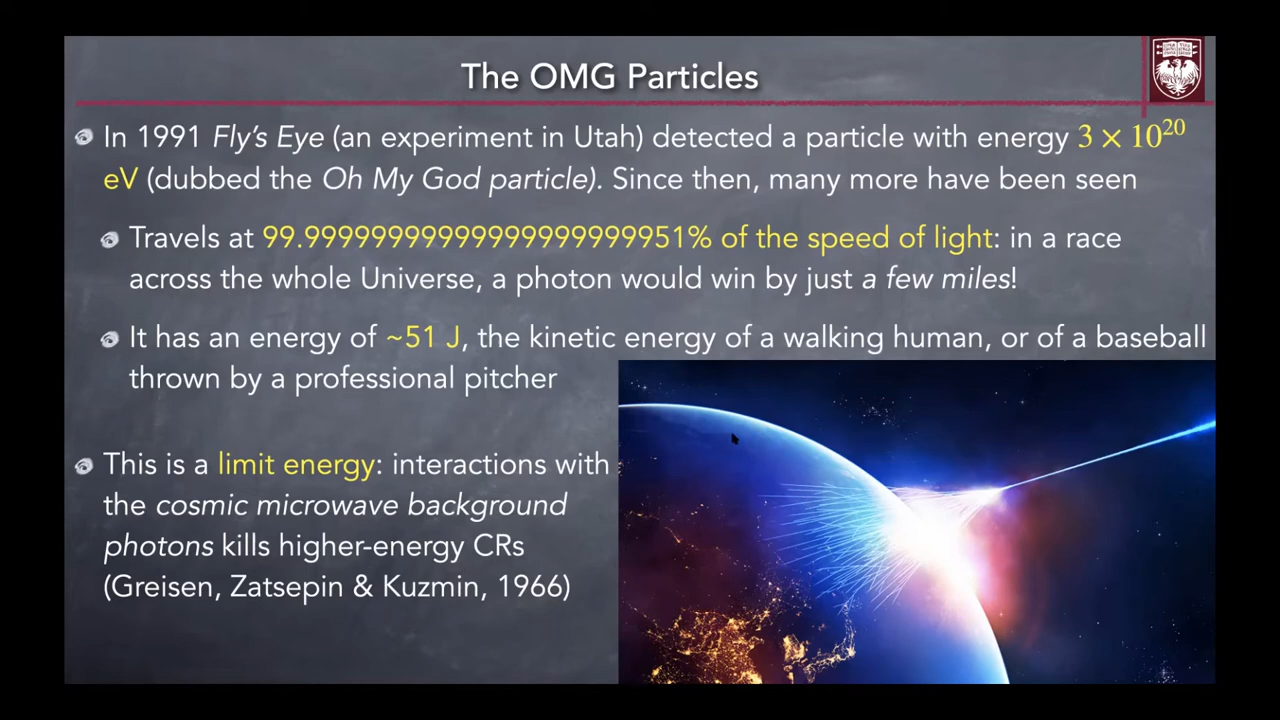 The OMG Particles
In 1991 Fly's Eye (an experiment in Utah) detected a particle with energy 3 × 10²⁰
eV (dubbed the Oh My God particle). Since then, many more have been seen
Travels at 99.99999999999999999999951% of the speed of light: in a race
across the whole Universe, a photon would win by just a few miles!
It has an energy of ~51 J, the kinetic energy of a walking human, or of a baseball
thrown by a professional pitcher
This is a limit energy: interactions with
the cosmic microwave background
photons kills higher-energy CRs
(Greisen, Zatsepin & Kuzmin, 1966)